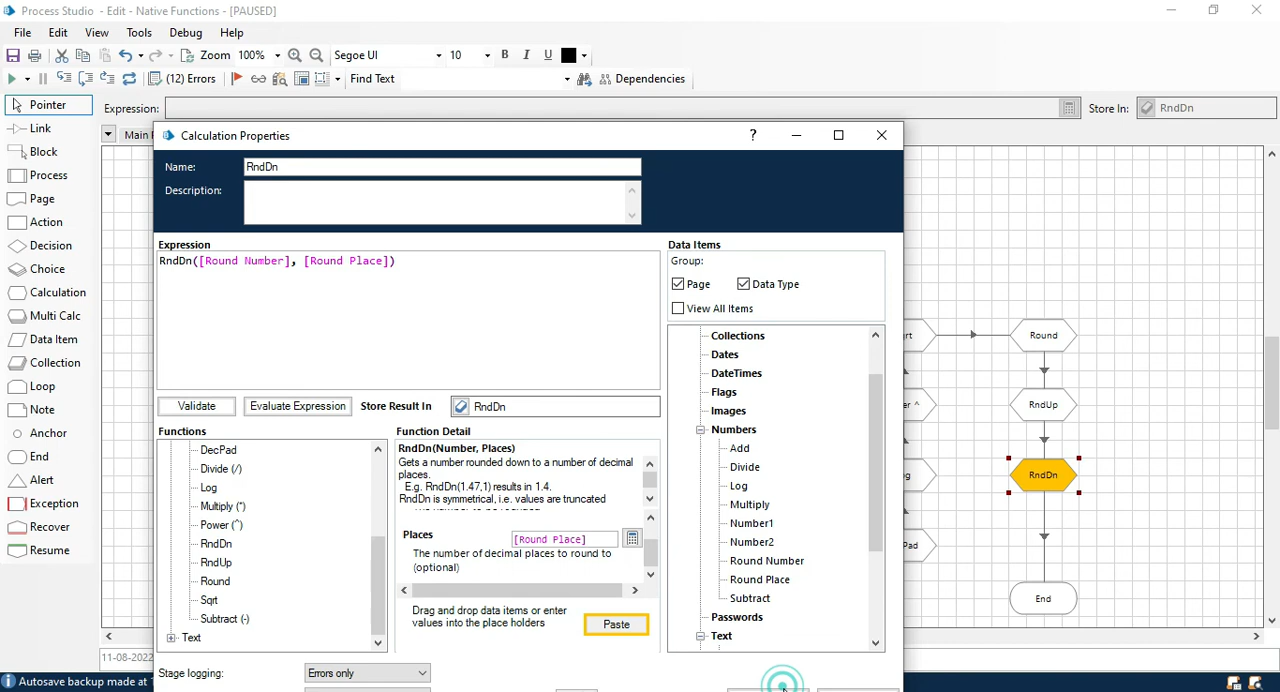 Process Studio - Edit - Native Functions - [PAUSED]
File Edit View Tools Debug Help
Zoom 100% Segoe UI 10 B I U
(12) Errors Find Text Dependencies
Pointer Expression: Store In: RndDn
Link
Block
Process
Page
Action
Decision
Choice
Calculation
Multi Calc
Data Item
Collection
Loop
Note
Anchor
End
Alert
Exception
Recover
Resume
Main
Calculation Properties ?
Name: RndDn
Description:
Expression
RndDn([Round Number], [Round Place])
Validate Evaluate Expression Store Result In RndDn
Functions
DecPad
Divide (/)
Log
Multiply (*)
Power (^)
RndDn
RndUp
Round
Sqrt
Subtract (-)
Text
Function Detail
RndDn(Number, Places)
Gets a number rounded down to a number of decimal
places.
E.g. RndDn(1.47,1) results in 1.4.
RndDn is symmetrical, i.e. values are truncated
Places [Round Place]
The number of decimal places to round to
(optional)
Drag and drop data items or enter
values into the place holders
Paste
Data Items
Group:
Page Data Type
View All Items
Collections
Dates
DateTimes
Flags
Images
Numbers
Add
Divide
Log
Multiply
Number1
Number2
Round Number
Round Place
Subtract
Passwords
Text
Stage logging: Errors only
rt Round
er ^ RndUp
g RndDn
Pad
End
11-08-2022
Autosave backup made at